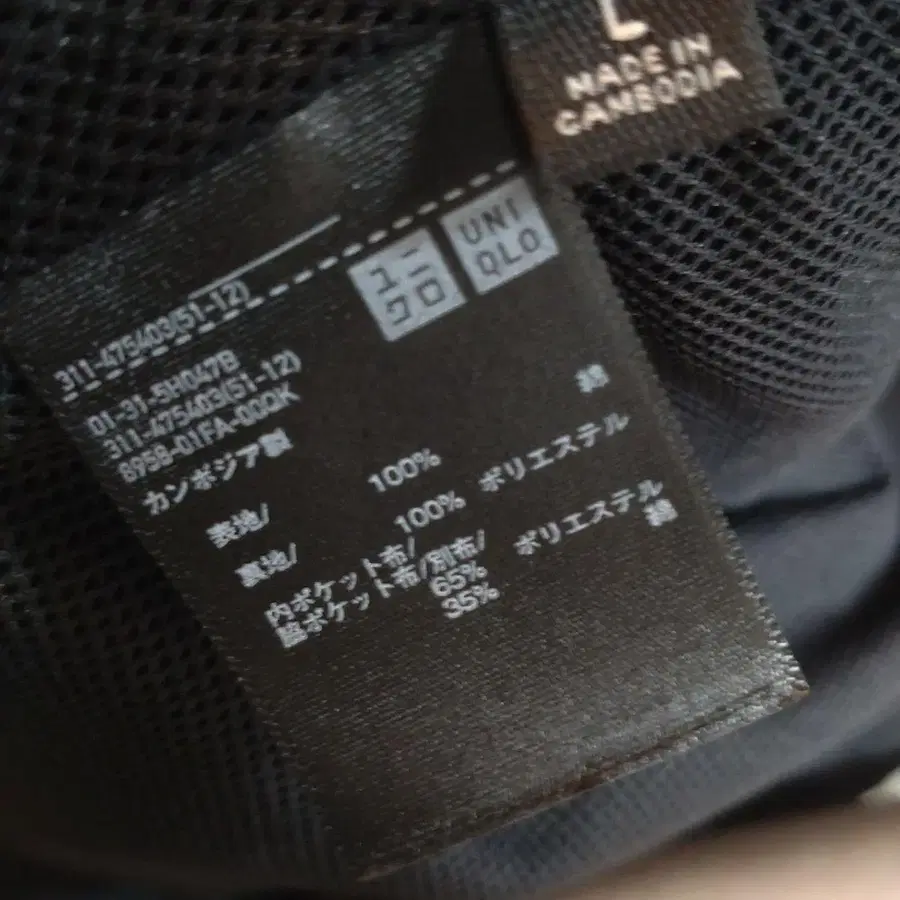 L
MADE IN
CAMBODIA
ユニ
クロ
UNI
QLO
311-475403(51-12)
01-31-5H047B
311-475403(51-12)
8958-01FA-00QK
カンボジア製
表地/ 100% 綿
裏地/ 100% ポリエステル
内ポケット布/
脇ポケット布/別布/
65% ポリエステル
35% 綿